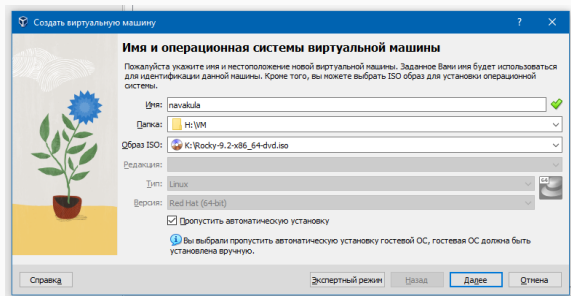 Создать виртуальную машину
? ×
Имя и операционная системы виртуальной машины
Пожалуйста укажите имя и местоположение новой виртуальной машины. Заданное Вами имя будет использоваться
для идентификации данной машины. Кроме того, вы можете выбрать ISO образ для установки операционной
системы.
Имя: navakula
Папка: H:\VM
Образ ISO: K:\Rocky-9.2-x86_64-dvd.iso
Редакция:
Тип: Linux
Версия: Red Hat (64-bit)
64
Пропустить автоматическую установку
Вы выбрали пропустить автоматическую установку гостевой ОС, гостевая ОС должна быть
установлена вручную.
Справка Экспертный режим Назад Далее Отмена